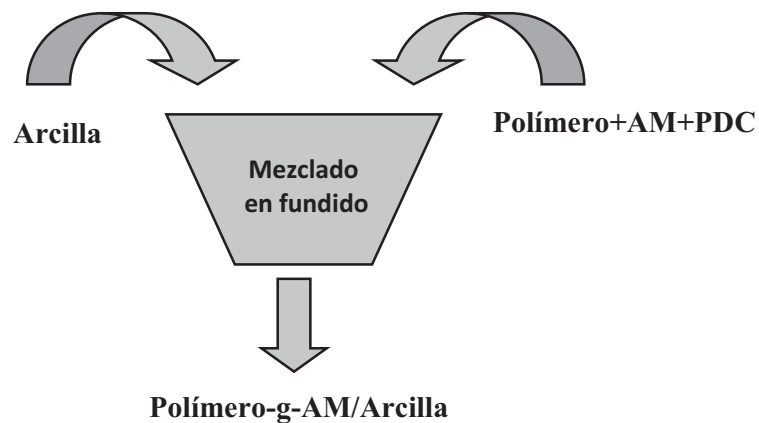 Arcilla
Polímero+AM+PDC
Mezclado
en fundido
Polímero-g-AM/Arcilla